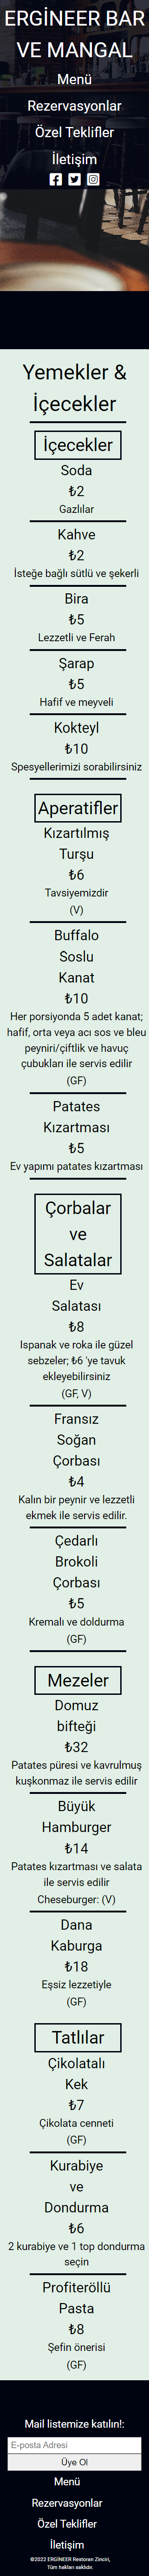 ERGİNEER BAR
VE MANGAL
Menü
Rezervasyonlar
Özel Teklifler
İletişim
Yemekler &
İçecekler
İçecekler
Soda
₺2
Gazlılar
Kahve
₺2
İsteğe bağlı sütlü ve şekerli
Bira
₺5
Lezzetli ve Ferah
Şarap
₺5
Hafif ve meyveli
Kokteyl
₺10
Spesyellerimizi sorabilirsiniz
Aperatifler
Kızartılmış
Turşu
₺6
Tavsiyemizdir
(V)
Buffalo
Soslu
Kanat
₺10
Her porsiyonda 5 adet kanat;
hafif, orta veya acı sos ve bleu
peyniri/çiftlik ve havuç
çubukları ile servis edilir
(GF)
Patates
Kızartması
₺5
Ev yapımı patates kızartması
Çorbalar
ve
Salatalar
Ev
Salatası
₺8
Ispanak ve roka ile güzel
sebzeler; ₺6 'ye tavuk
ekleyebilirsiniz
(GF, V)
Fransız
Soğan
Çorbası
₺4
Kalın bir peynir ve lezzetli
ekmek ile servis edilir.
Çedarlı
Brokoli
Çorbası
₺5
Kremalı ve doldurma
(GF)
Mezeler
Domuz
bifteği
₺32
Patates püresi ve kavrulmuş
kuşkonmaz ile servis edilir
Büyük
Hamburger
₺14
Patates kızartması ve salata
ile servis edilir
Cheseburger: (V)
Dana
Kaburga
₺18
Eşsiz lezzetiyle
(GF)
Tatlılar
Çikolatalı
Kek
₺7
Çikolata cenneti
(GF)
Kurabiye
ve
Dondurma
₺6
2 kurabiye ve 1 top dondurma
seçin
Profiteröllü
Pasta
₺8
Şefin önerisi
(GF)
Mail listemize katılın!:
E-posta Adresi
Üye Ol
Menü
Rezervasyonlar
Özel Teklifler
İletişim
©2022 ERGİNEER Restoran Zinciri,
Tüm hakları saklıdır.